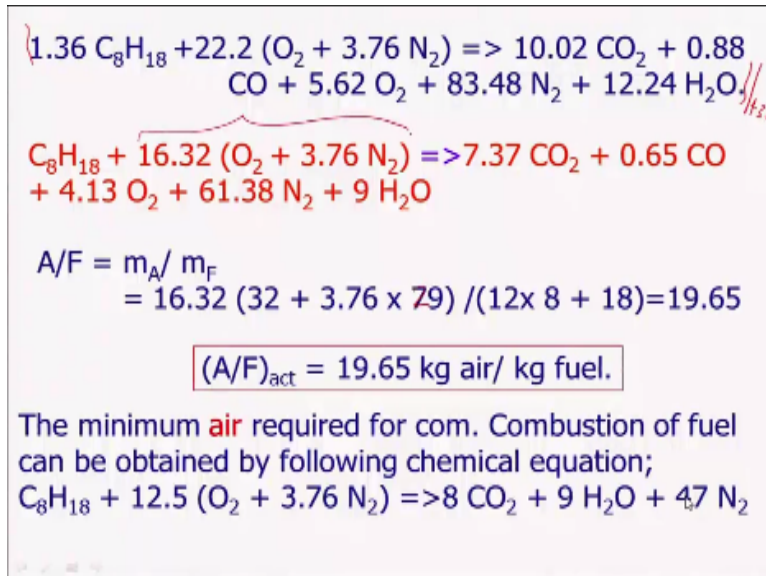 1.36 C₈H₁₈ +22.2 (O₂ + 3.76 N₂) => 10.02 CO₂ + 0.88
CO + 5.62 O₂ + 83.48 N₂ + 12.24 H₂O.
C₈H₁₈ + 16.32 (O₂ + 3.76 N₂) =>7.37 CO₂ + 0.65 CO
+ 4.13 O₂ + 61.38 N₂ + 9 H₂O
A/F = m_A/ m_F
= 16.32 (32 + 3.76 x 29) /(12x 8 + 18)=19.65
(A/F)_act = 19.65 kg air/ kg fuel.
The minimum air required for com. Combustion of fuel
can be obtained by following chemical equation;
C₈H₁₈ + 12.5 (O₂ + 3.76 N₂) =>8 CO₂ + 9 H₂O + 47 N₂